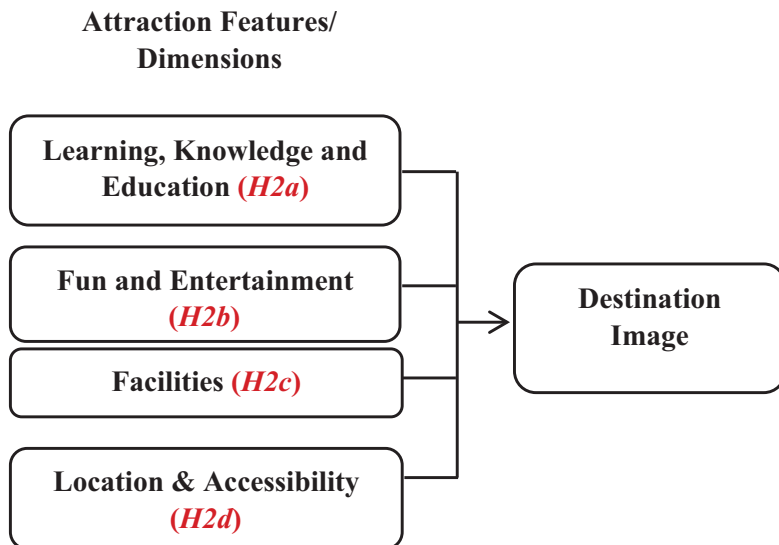 Attraction Features/
Dimensions
Learning, Knowledge and
Education (H2a)
Fun and Entertainment
(H2b)
Facilities (H2c)
Location & Accessibility
(H2d)
Destination
Image